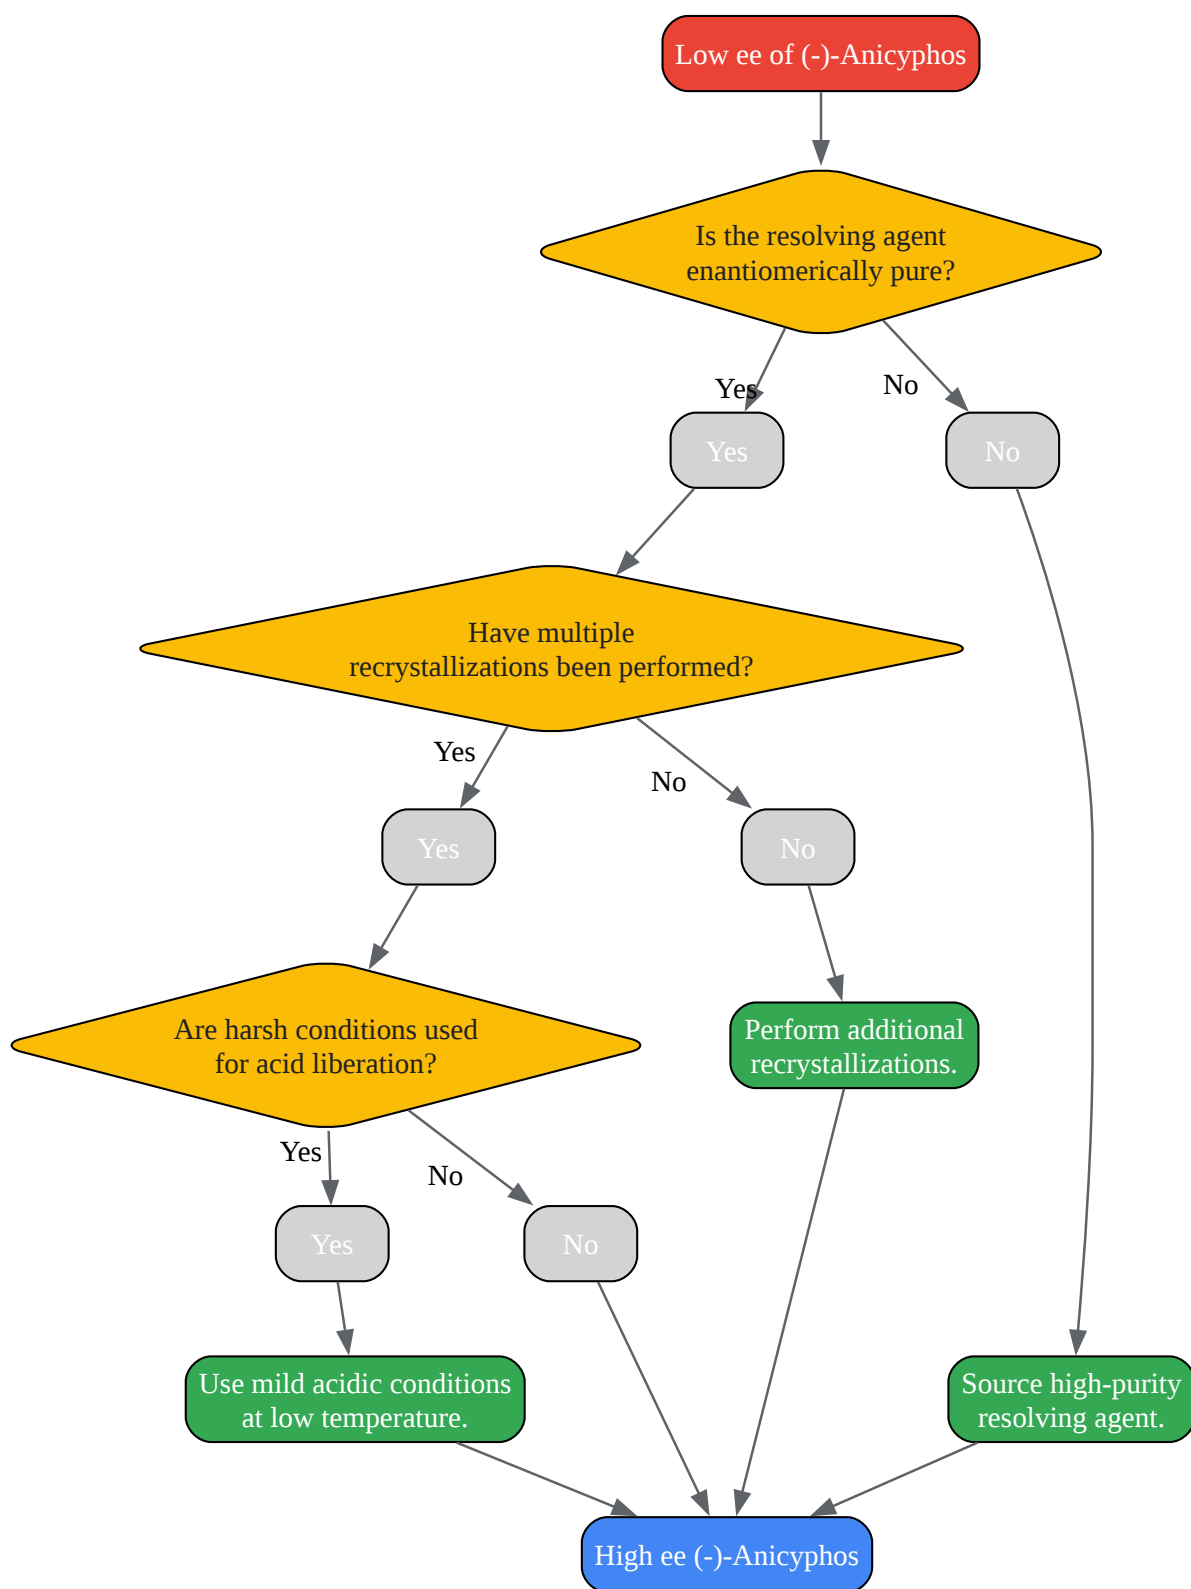 Low ee of (-)-Anicyphos
Is the resolving agent
enantiomerically pure?
Yes
No
Yes
No
Have multiple
recrystallizations been performed?
Yes
No
Yes
No
Are harsh conditions used
for acid liberation?
Perform additional
recrystallizations.
Yes
No
Yes
No
Use mild acidic conditions
at low temperature.
Source high-purity
resolving agent.
High ee (-)-Anicyphos